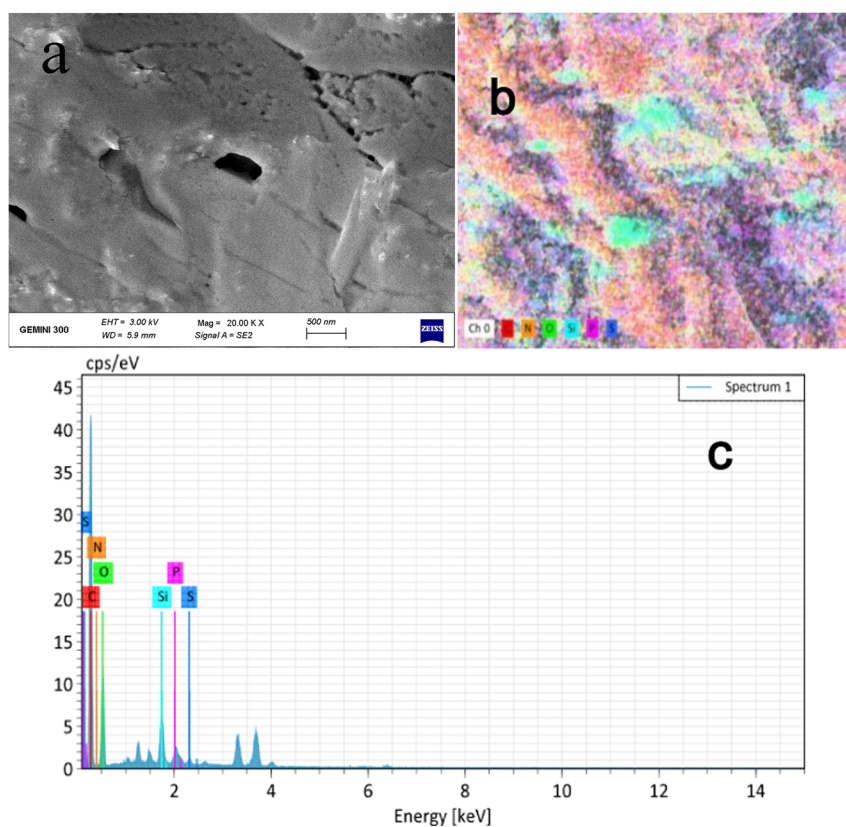 a
GEMINI 300
EHT = 3.00 kV
WD = 5.9 mm
Mag = 20.00 K X
Signal A = SE2
500 nm
ZEISS
b
Ch 0 C N O Si P S
cps/eV
Spectrum 1
c
45
40
35
30
25
20
15
10
5
0
S
N
O P
C Si S
2 4 6 8 10 12 14
Energy [keV]